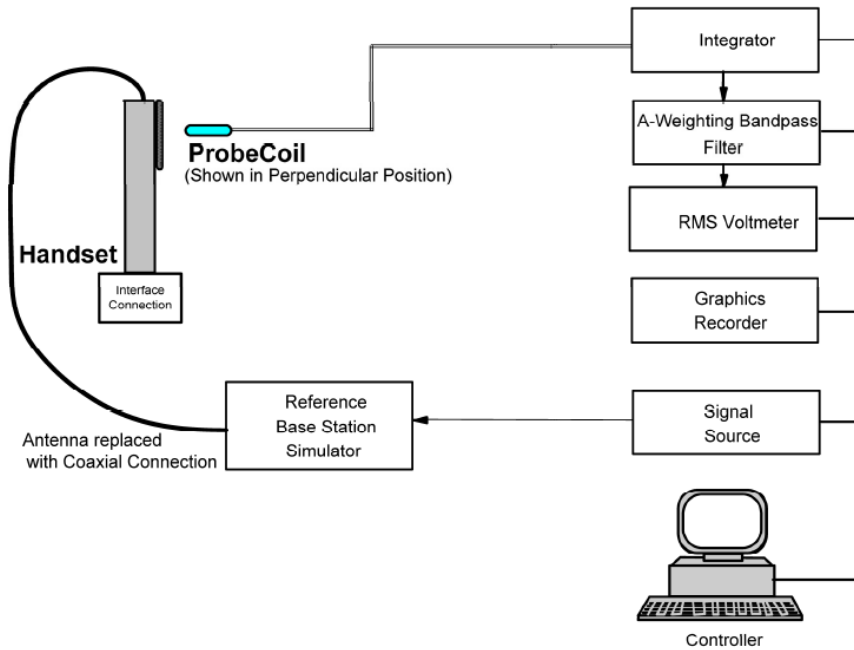 Integrator
A-Weighting Bandpass
Filter
ProbeCoil
(Shown in Perpendicular Position)
RMS Voltmeter
Handset
Interface
Connection
Graphics
Recorder
Reference
Base Station
Simulator
Signal
Source
Antenna replaced
with Coaxial Connection
Controller